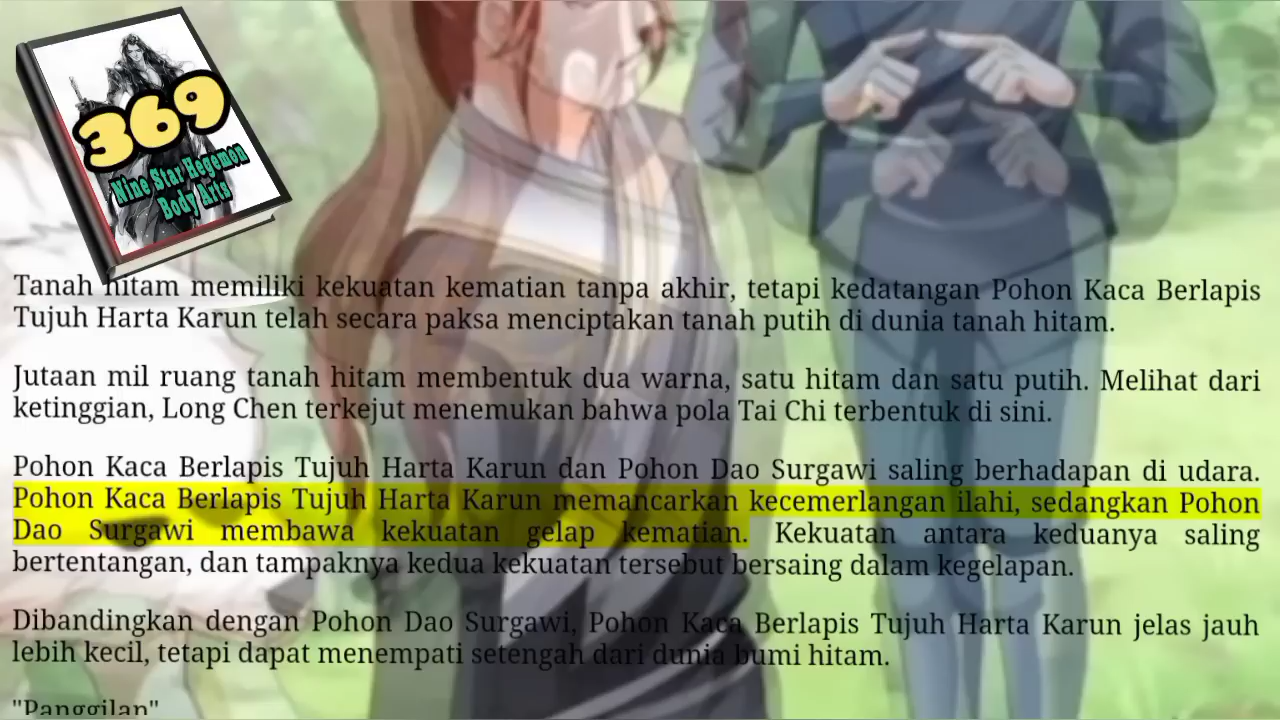 369
Nine Star Hegemon
Body Arts
Tanah hitam memiliki kekuatan kematian tanpa akhir, tetapi kedatangan Pohon Kaca Berlapis
Tujuh Harta Karun telah secara paksa menciptakan tanah putih di dunia tanah hitam.
Jutaan mil ruang tanah hitam membentuk dua warna, satu hitam dan satu putih. Melihat dari
ketinggian, Long Chen terkejut menemukan bahwa pola Tai Chi terbentuk di sini.
Pohon Kaca Berlapis Tujuh Harta Karun dan Pohon Dao Surgawi saling berhadapan di udara.
Pohon Kaca Berlapis Tujuh Harta Karun memancarkan kecemerlangan ilahi, sedangkan Pohon
Dao Surgawi membawa kekuatan gelap kematian. Kekuatan antara keduanya saling
bertentangan, dan tampaknya kedua kekuatan tersebut bersaing dalam kegelapan.
Dibandingkan dengan Pohon Dao Surgawi, Pohon Kaca Berlapis Tujuh Harta Karun jelas jauh
lebih kecil, tetapi dapat menempati setengah dari dunia bumi hitam.
"Panggilan"